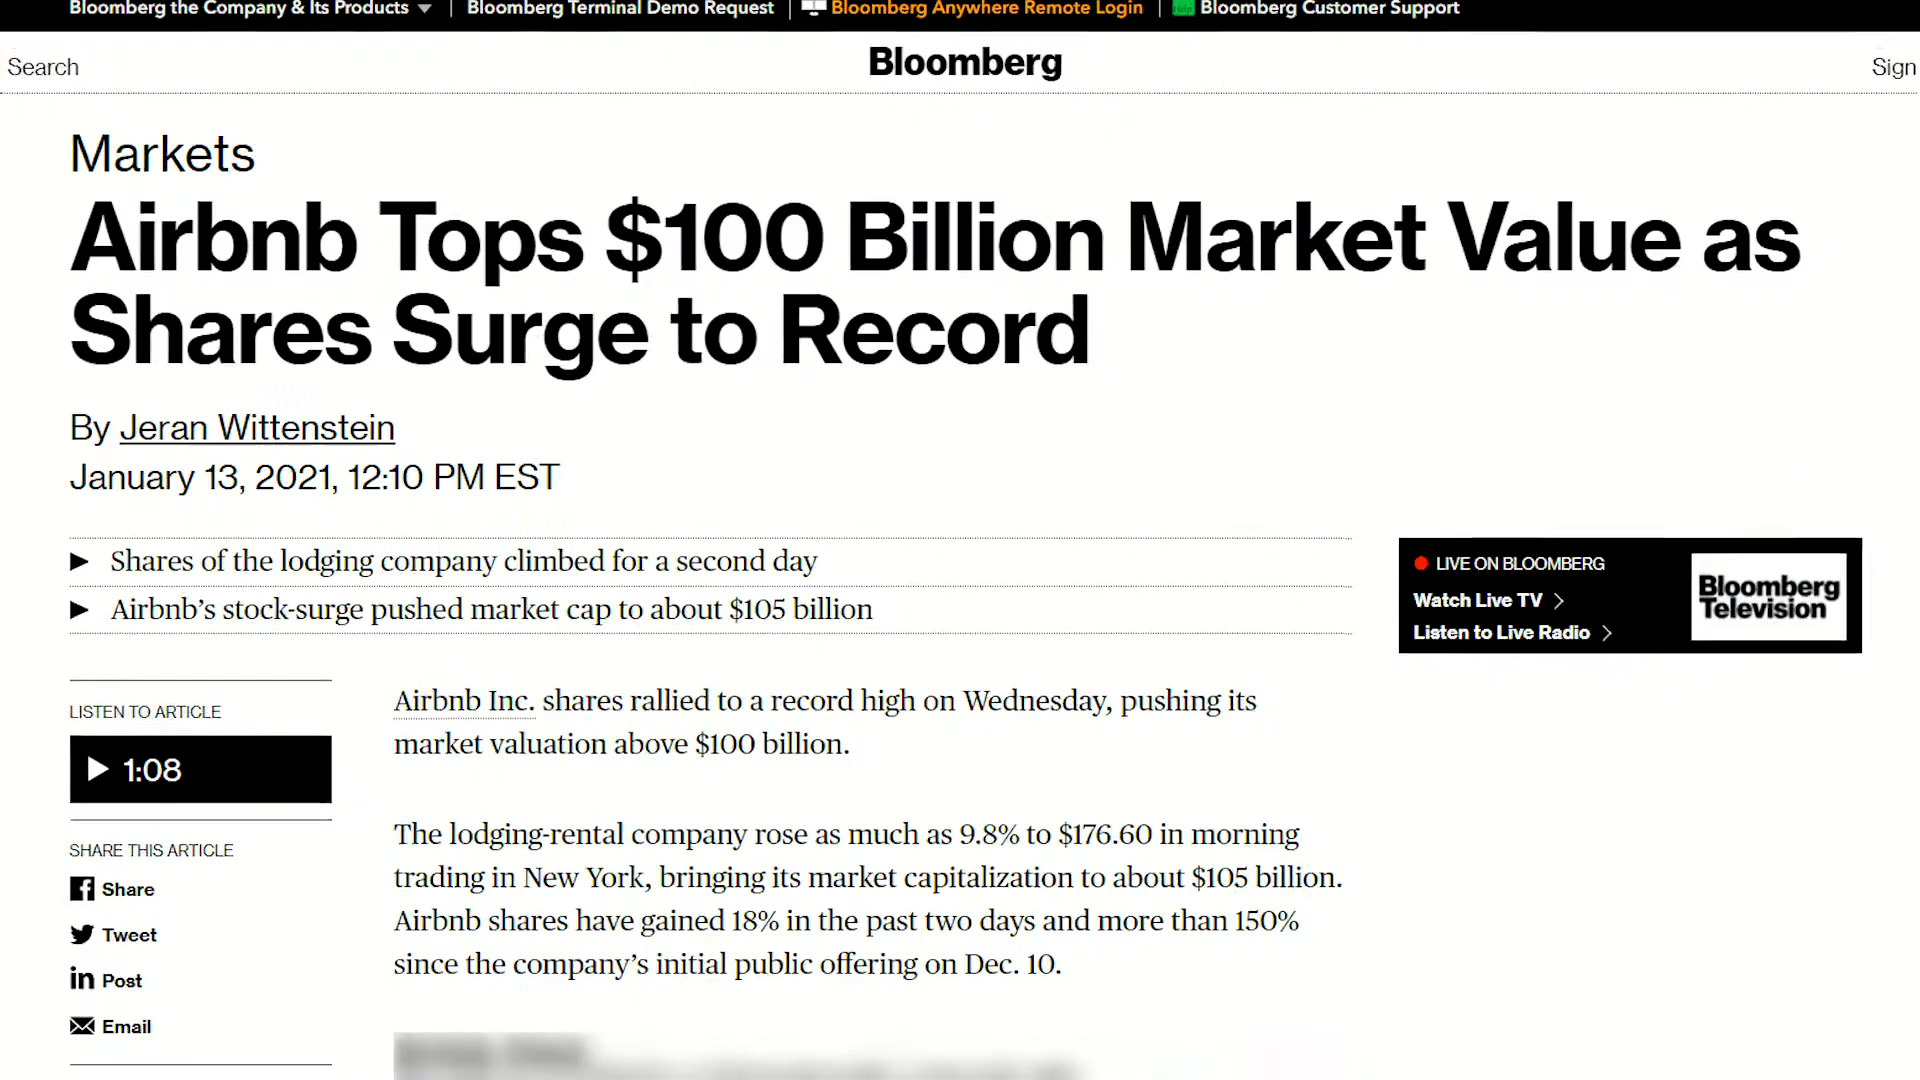 Bloomberg the Company & Its Products
Bloomberg Terminal Demo Request
Bloomberg Anywhere Remote Login
Help
Bloomberg Customer Support
Search
Bloomberg
Sign
Markets
Airbnb Tops $100 Billion Market Value as
Shares Surge to Record
By Jeran Wittenstein
January 13, 2021, 12:10 PM EST
Shares of the lodging company climbed for a second day
Airbnb’s stock-surge pushed market cap to about $105 billion
LIVE ON BLOOMBERG
Watch Live TV
Listen to Live Radio
Bloomberg
Television
LISTEN TO ARTICLE
1:08
SHARE THIS ARTICLE
Share
Tweet
in Post
Email
Airbnb Inc. shares rallied to a record high on Wednesday, pushing its
market valuation above $100 billion.
The lodging-rental company rose as much as 9.8% to $176.60 in morning
trading in New York, bringing its market capitalization to about $105 billion.
Airbnb shares have gained 18% in the past two days and more than 150%
since the company’s initial public offering on Dec. 10.